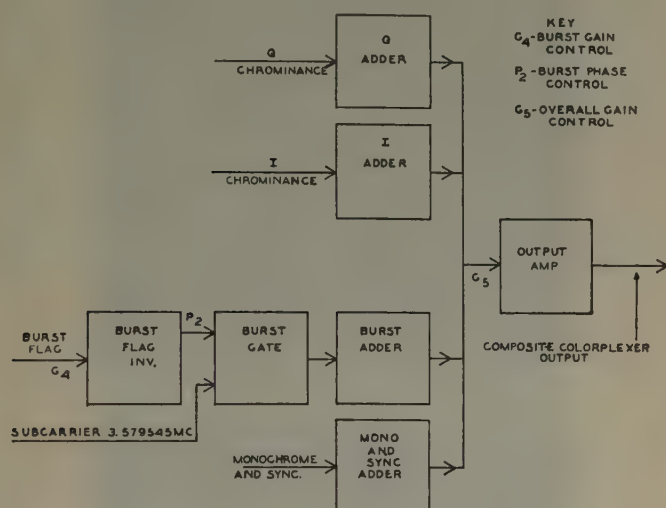 KEY
G4-BURST GAIN
CONTROL
P2-BURST PHASE
CONTROL
G5-OVERALL GAIN
CONTROL
Q
CHROMINANCE
Q
ADDER
I
CHROMINANCE
I
ADDER
G5
OUTPUT
AMP
COMPOSITE COLORPLEXER
OUTPUT
BURST
FLAG
G4
BURST
FLAG
INV.
P2
BURST
GATE
BURST
ADDER
SUBCARRIER 3.579545MC
MONOCHROME
AND SYNC.
MONO
AND
SYNC
ADDER